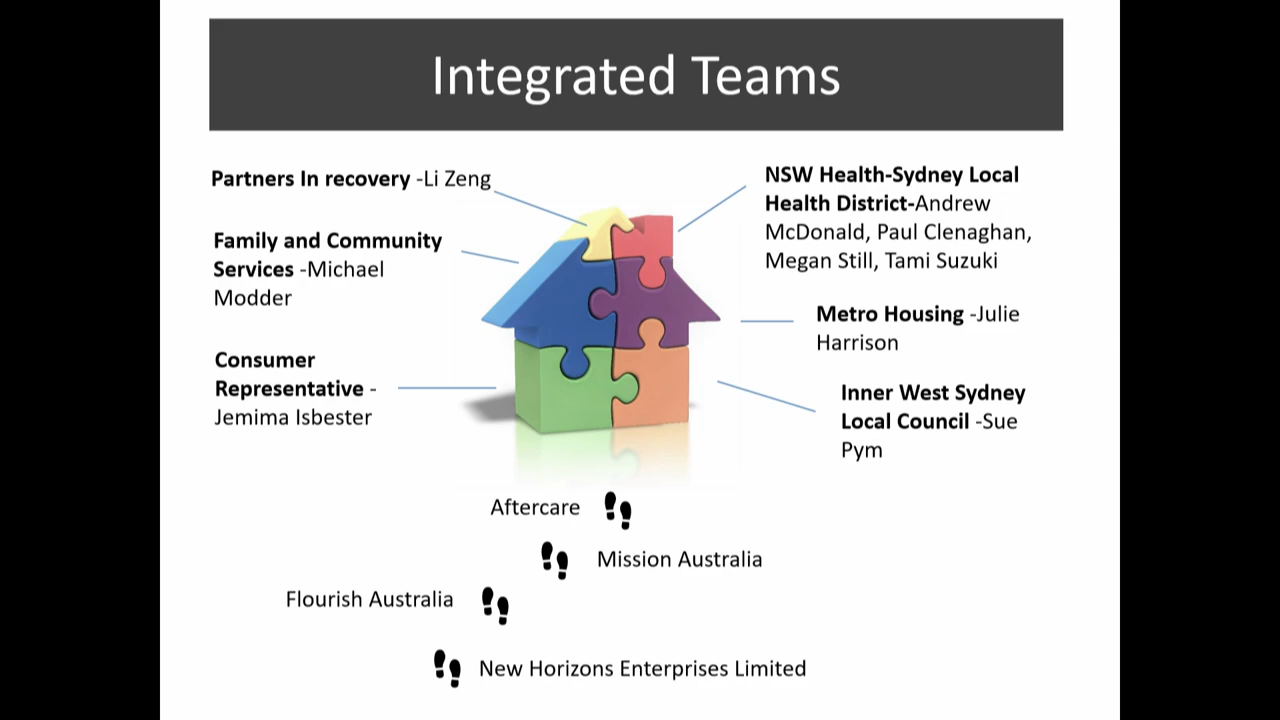 Integrated Teams
Partners In recovery -Li Zeng
Family and Community
Services -Michael
Modder
Consumer
Representative -
Jemima Isbester
NSW Health-Sydney Local
Health District-Andrew
McDonald, Paul Clenaghan,
Megan Still, Tami Suzuki
Metro Housing -Julie
Harrison
Inner West Sydney
Local Council -Sue
Pym
Aftercare
Mission Australia
Flourish Australia
New Horizons Enterprises Limited